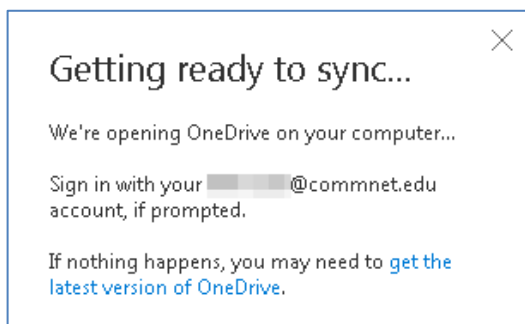 Getting ready to sync...
We're opening OneDrive on your computer...
Sign in with your @commnet.edu
account, if prompted.
If nothing happens, you may need to get the
latest version of OneDrive.